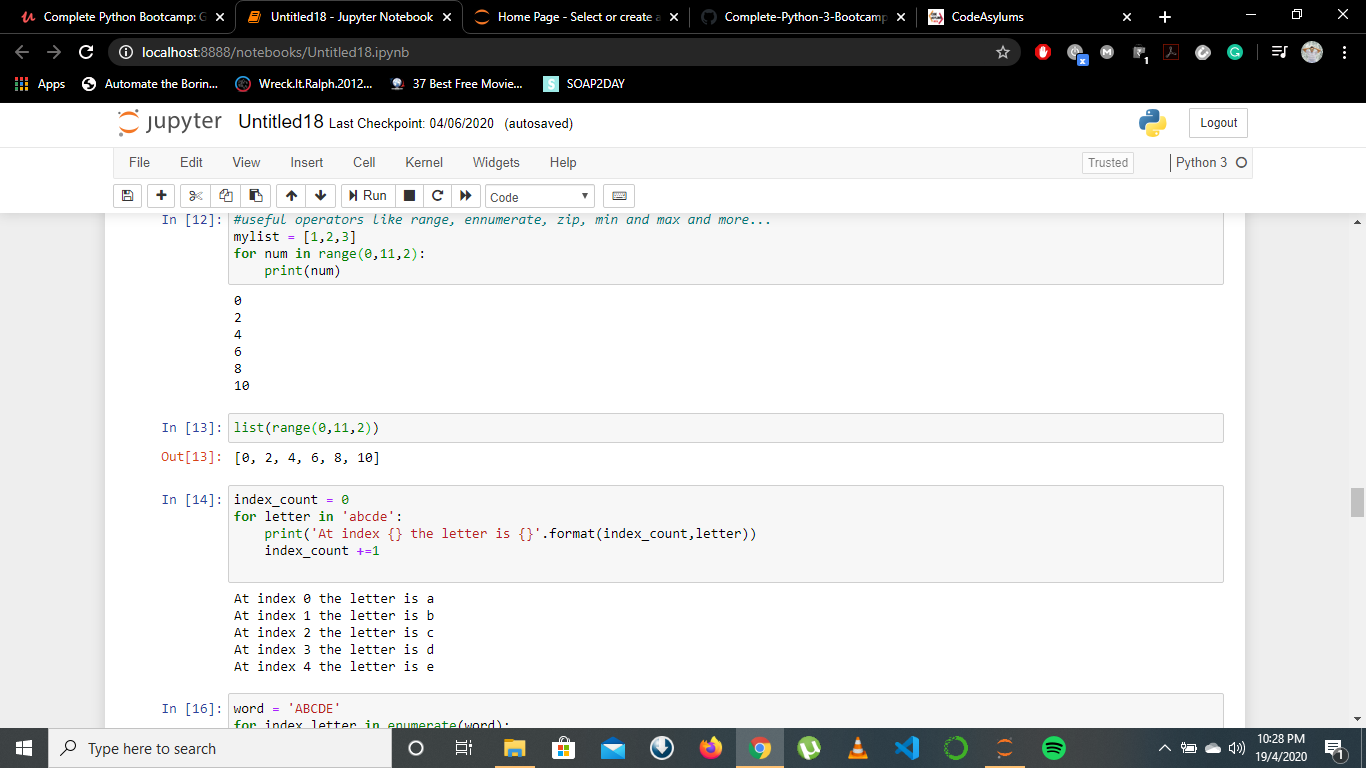 Complete Python Bootcamp: G
Untitled18 - Jupyter Notebook
Home Page - Select or create a
Complete-Python-3-Bootcamp
CodeAsylums
localhost:8888/notebooks/Untitled18.ipynb
Apps
Automate the Borin...
Wreck.It.Ralph.2012...
37 Best Free Movie...
S SOAP2DAY
jupyter Untitled18 Last Checkpoint: 04/06/2020 (autosaved)
Logout
File Edit View Insert Cell Kernel Widgets Help
Trusted
Python 3
Run
Code
In [12]: #useful operators like range, ennumerate, zip, min and max and more...
mylist = [1,2,3]
for num in range(0,11,2):
    print(num)
0
2
4
6
8
10
In [13]: list(range(0,11,2))
Out[13]: [0, 2, 4, 6, 8, 10]
In [14]: index_count = 0
for letter in 'abcde':
    print('At index {} the letter is {}'.format(index_count,letter))
    index_count +=1
At index 0 the letter is a
At index 1 the letter is b
At index 2 the letter is c
At index 3 the letter is d
At index 4 the letter is e
In [16]: word = 'ABCDE'
for index,letter in enumerate(word):
Type here to search
10:28 PM
19/4/2020
1